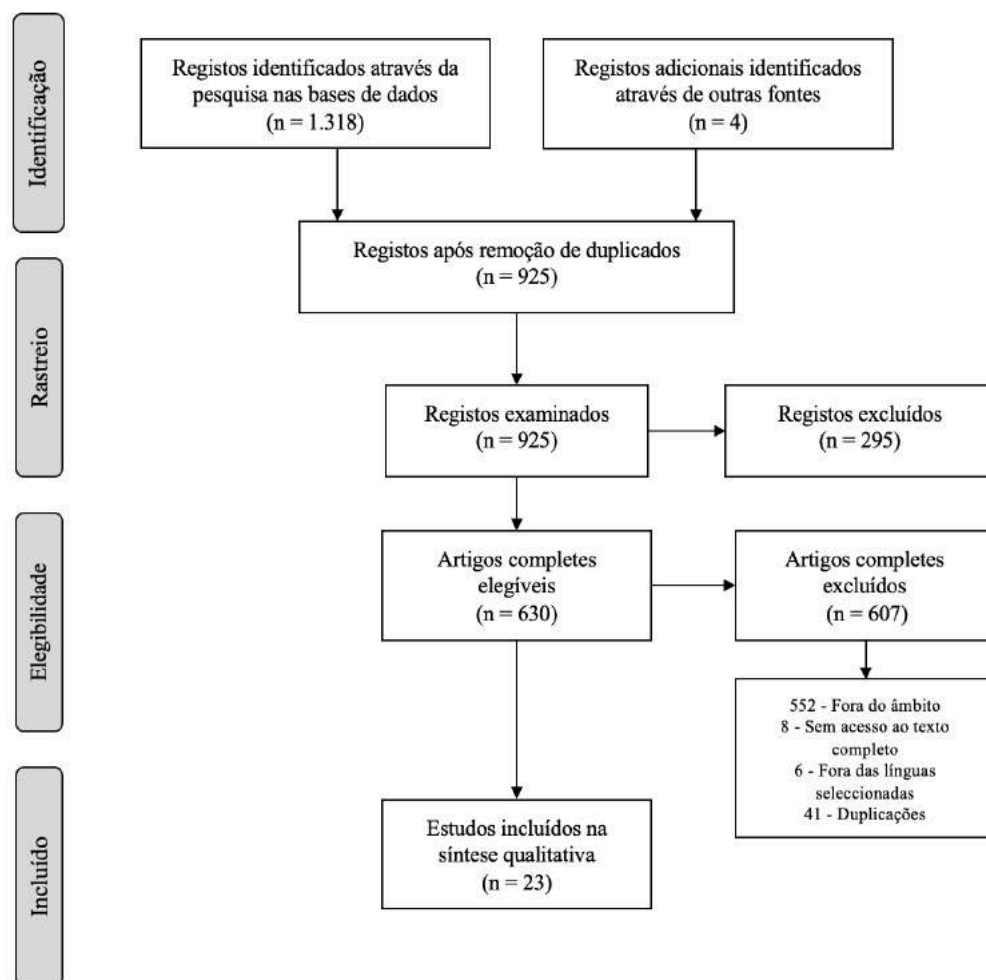 Identificação
Registos identificados através da
pesquisa nas bases de dados
(n = 1.318)
Registos adicionais identificados
através de outras fontes
(n = 4)
Registos após remoção de duplicados
(n = 925)
Rastreio
Registos examinados
(n = 925)
Registos excluídos
(n = 295)
Elegibilidade
Artigos completes
elegíveis
(n = 630)
Artigos completes
excluídos
(n = 607)
552 - Fora do âmbito
8 - Sem acesso ao texto
completo
6 - Fora das línguas
seleccionadas
41 - Duplicações
Incluído
Estudos incluídos na
síntese qualitativa
(n = 23)